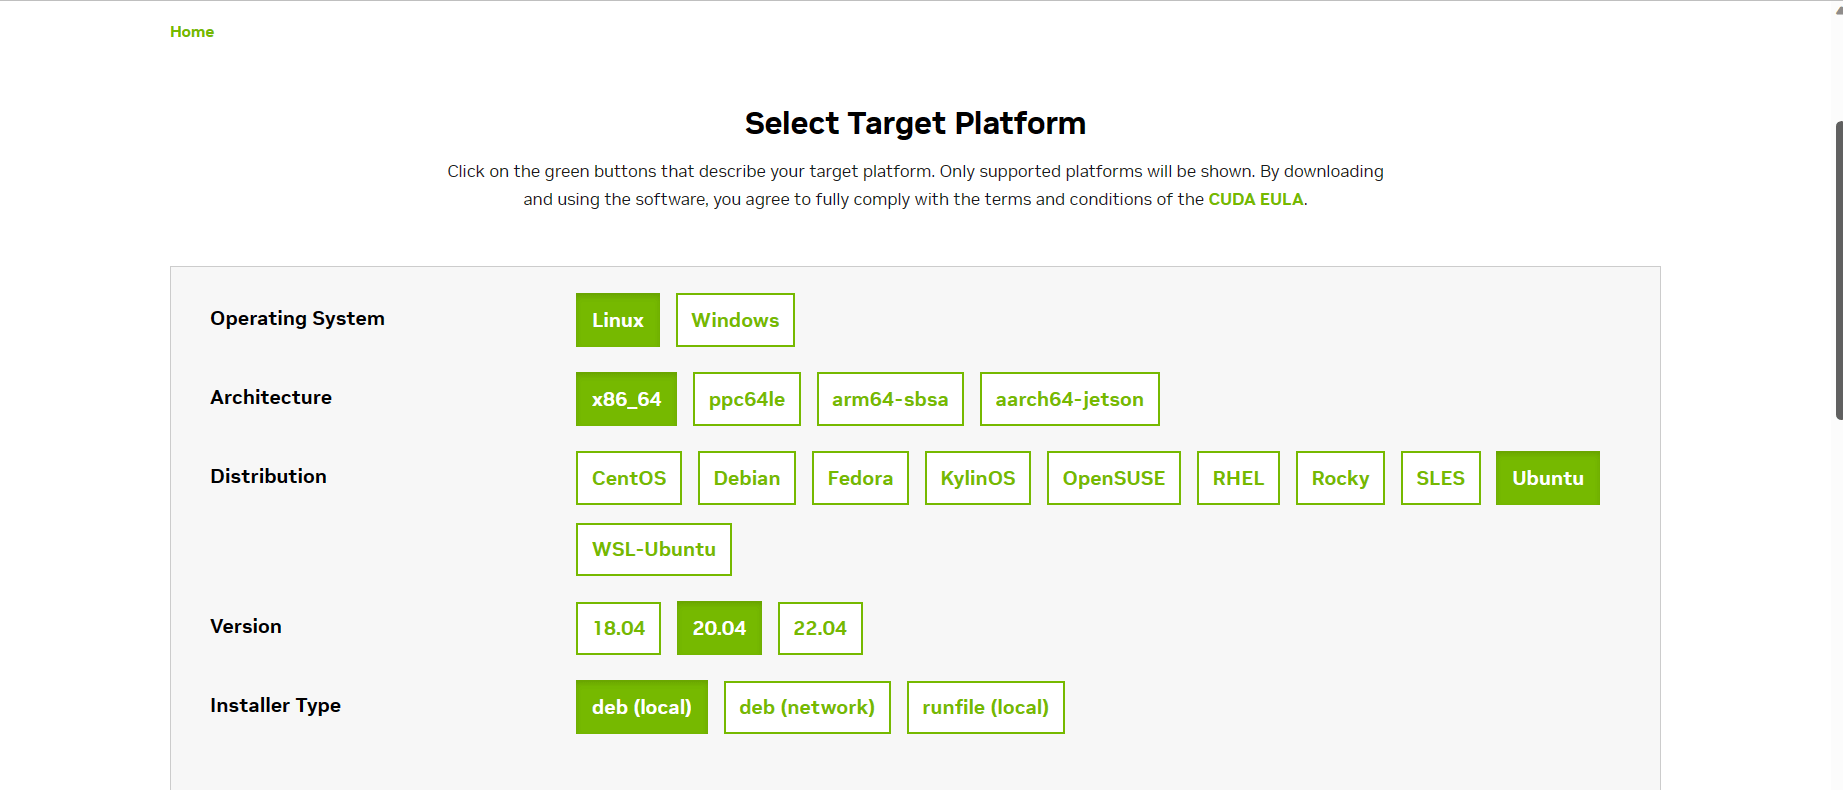 Home
Select Target Platform
Click on the green buttons that describe your target platform. Only supported platforms will be shown. By downloading
and using the software, you agree to fully comply with the terms and conditions of the CUDA EULA.
Operating System
Linux Windows
Architecture
x86_64 ppc64le arm64-sbsa aarch64-jetson
Distribution
CentOS Debian Fedora KylinOS OpenSUSE RHEL Rocky SLES Ubuntu
WSL-Ubuntu
Version
18.04 20.04 22.04
Installer Type
deb (local) deb (network) runfile (local)